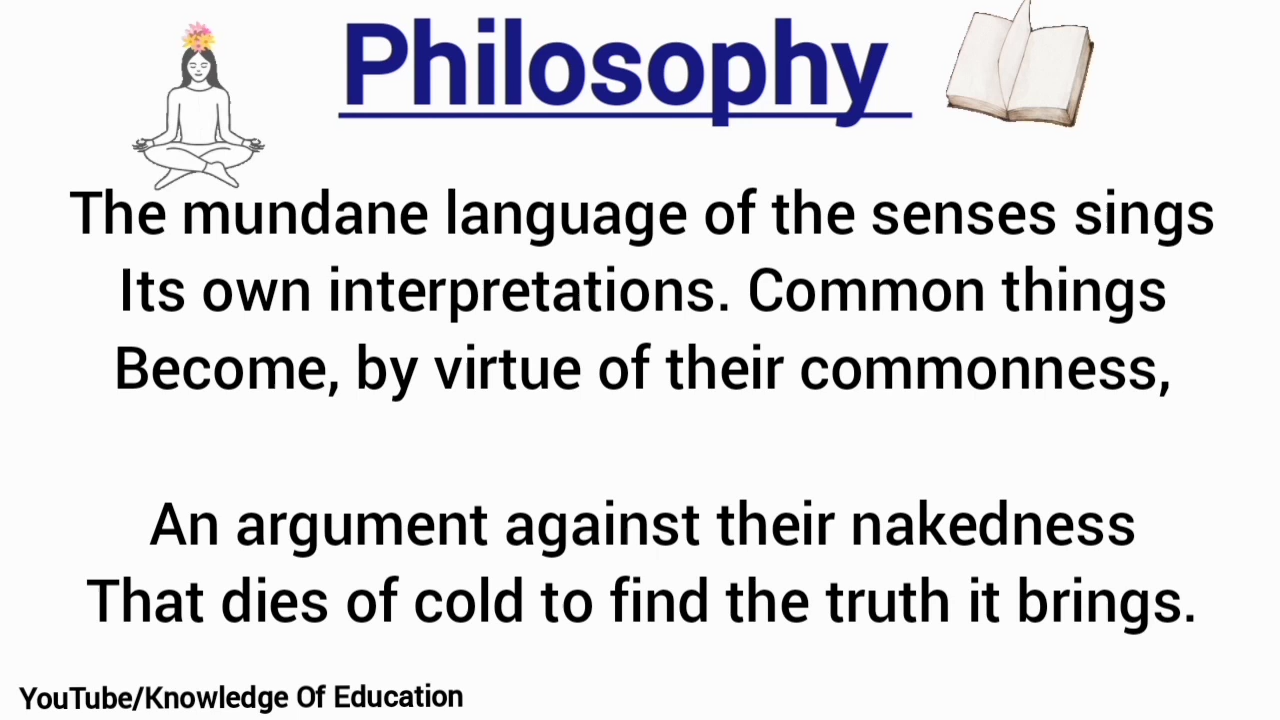 Philosophy
The mundane language of the senses sings
Its own interpretations. Common things
Become, by virtue of their commonness,
An argument against their nakedness
That dies of cold to find the truth it brings.
YouTube/Knowledge Of Education